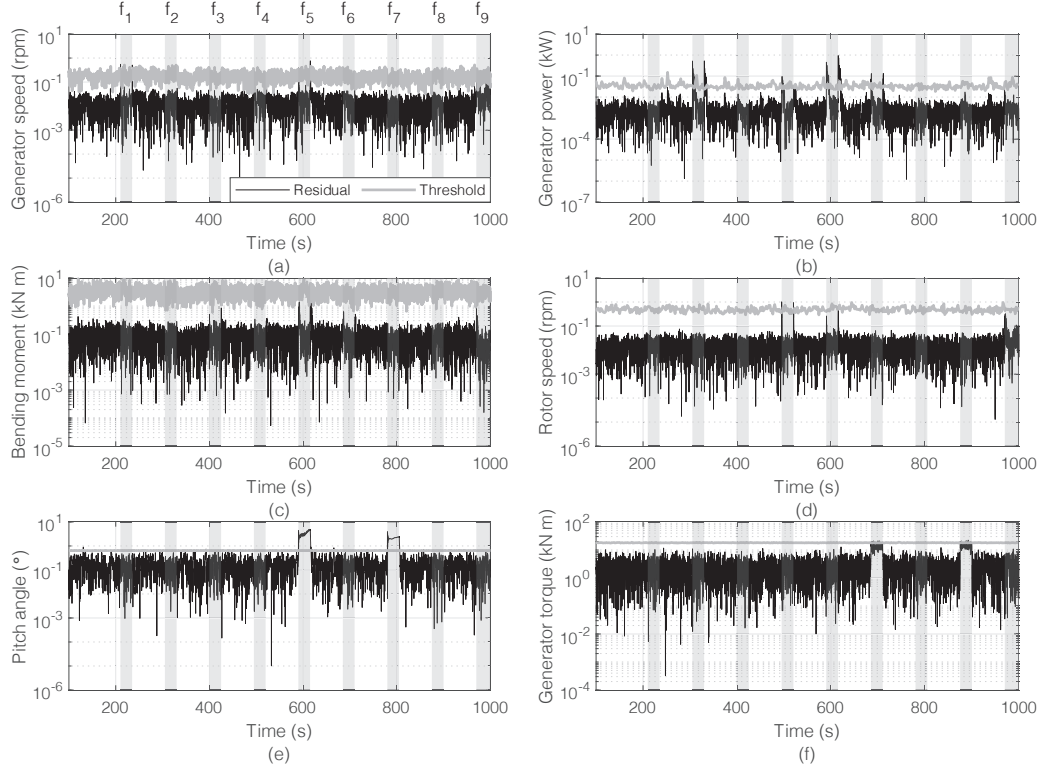 f1 f2 f3 f4 f5 f6 f7 f8 f9
Generator speed (rpm)
10^1
10^-1
10^-3
10^-6
Residual Threshold
200 400 600 800 1000
Time (s)
(a)
Generator power (kW)
10^1
10^-1
10^-4
10^-7
200 400 600 800 1000
Time (s)
(b)
Bending moment (kN m)
10^1
10^-1
10^-3
10^-5
200 400 600 800 1000
Time (s)
(c)
Rotor speed (rpm)
10^1
10^-1
10^-3
10^-6
200 400 600 800 1000
Time (s)
(d)
Pitch angle (°)
10^1
10^-1
10^-3
10^-6
200 400 600 800 1000
Time (s)
(e)
Generator torque (kN m)
10^2
10^0
10^-2
10^-4
200 400 600 800 1000
Time (s)
(f)